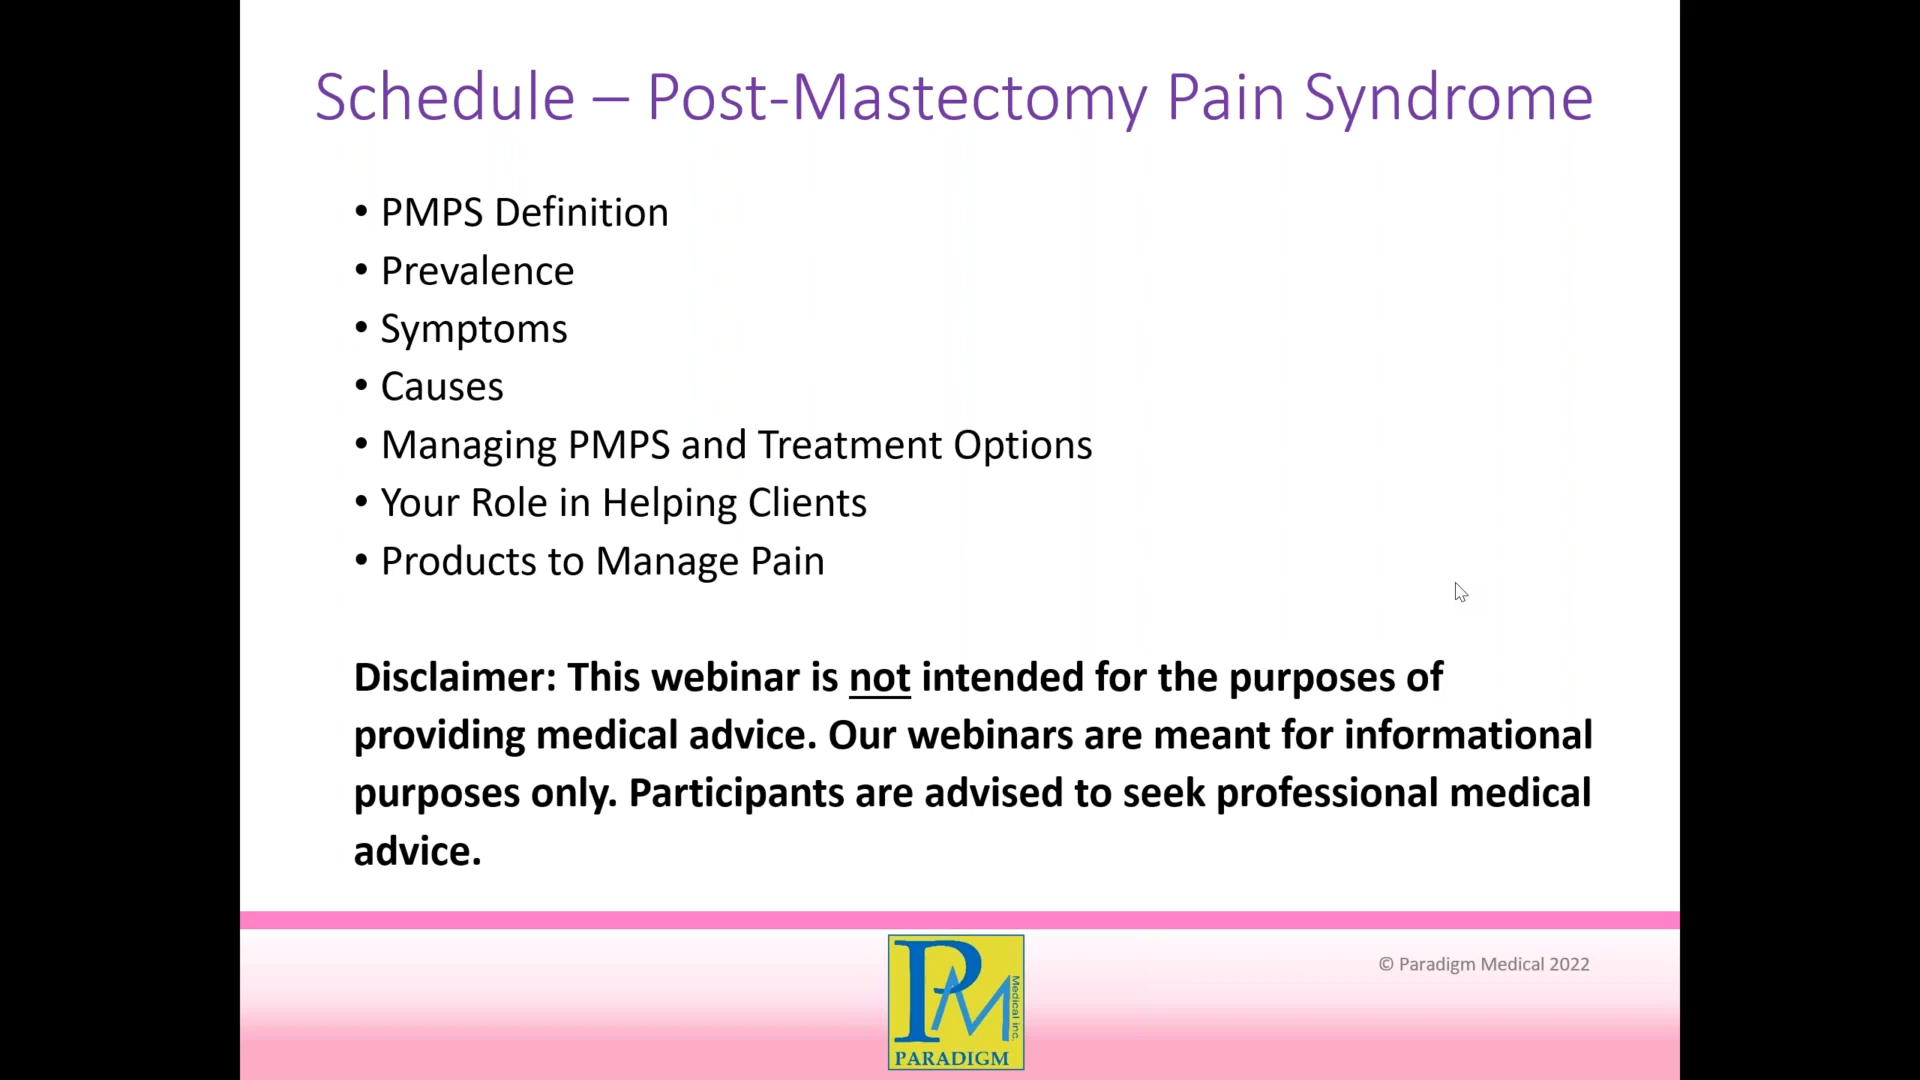 Schedule – Post-Mastectomy Pain Syndrome
• PMPS Definition
• Prevalence
• Symptoms
• Causes
• Managing PMPS and Treatment Options
• Your Role in Helping Clients
• Products to Manage Pain
Disclaimer: This webinar is not intended for the purposes of
providing medical advice. Our webinars are meant for informational
purposes only. Participants are advised to seek professional medical
advice.
© Paradigm Medical 2022
PM
Medical inc.
PARADIGM